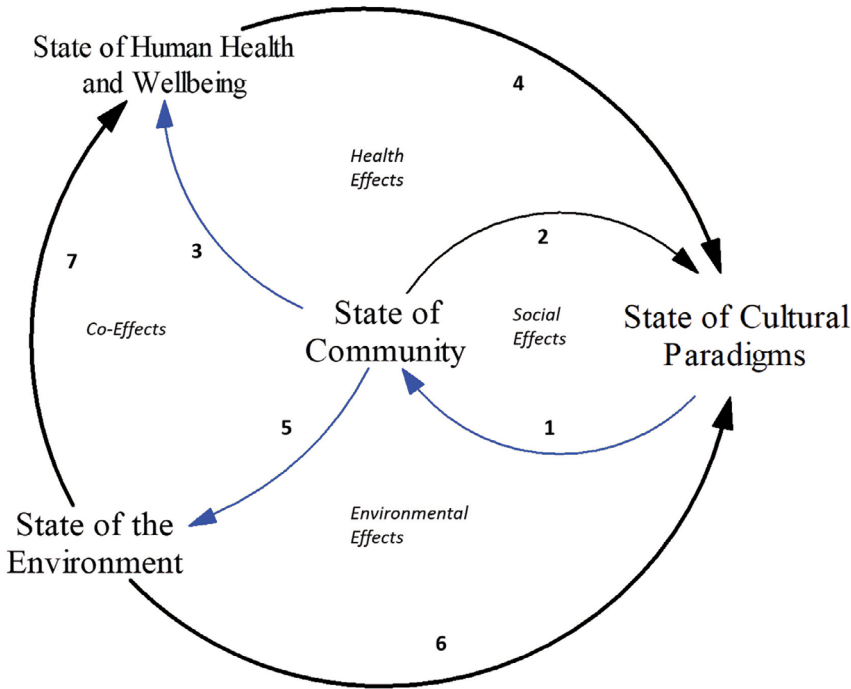 State of Human Health
and Wellbeing
4
Health
Effects
2
3
7
State of
Community
Social
Effects
State of Cultural
Paradigms
Co-Effects
5
1
State of the
Environment
Environmental
Effects
6